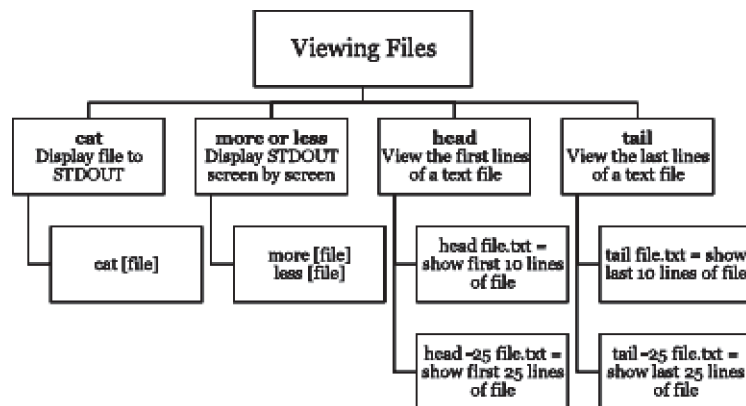 Viewing Files
cat
Display file to
STDOUT
more or less
Display STDOUT
screen by screen
head
View the first lines
of a text file
tail
View the last lines
of a text file
cat [file]
more [file]
less [file]
head file.txt =
show first 10 lines
of file
tail file.txt = show
last 10 lines of file
head -25 file.txt =
show first 25 lines
of file
tail -25 file.txt =
show last 25 lines
of file